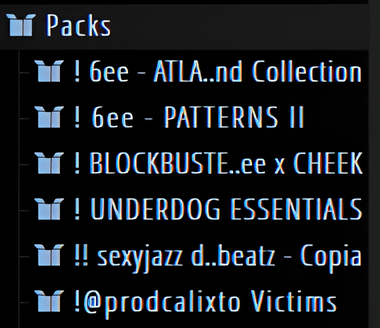 Packs
! 6ee - ATLA..nd Collection
! 6ee - PATTERNS II
! BLOCKBUSTE..ee x CHEEK
! UNDERDOG ESSENTIALS
!! sexyjazz d..beatz - Copia
!@prodcalixto Victims